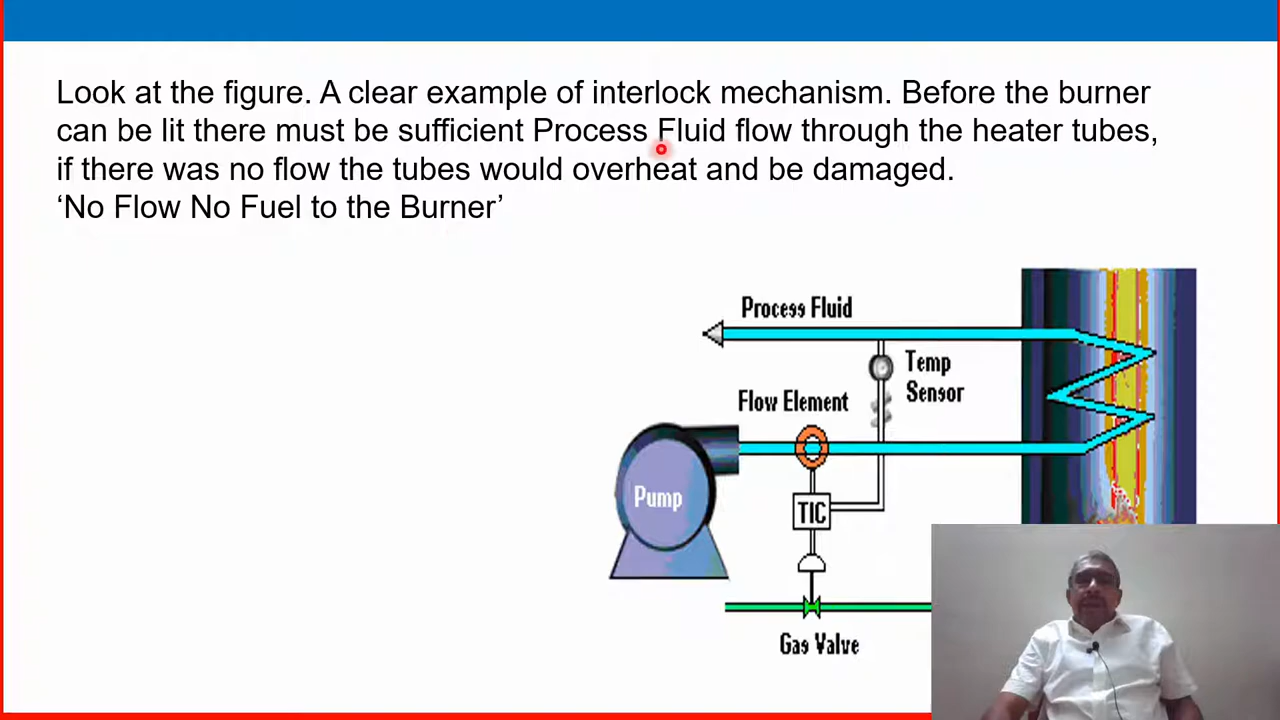 Look at the figure. A clear example of interlock mechanism. Before the burner
can be lit there must be sufficient Process Fluid flow through the heater tubes,
if there was no flow the tubes would overheat and be damaged.
‘No Flow No Fuel to the Burner’
Process Fluid
Temp
Sensor
Flow Element
Pump
TIC
Gas Valve